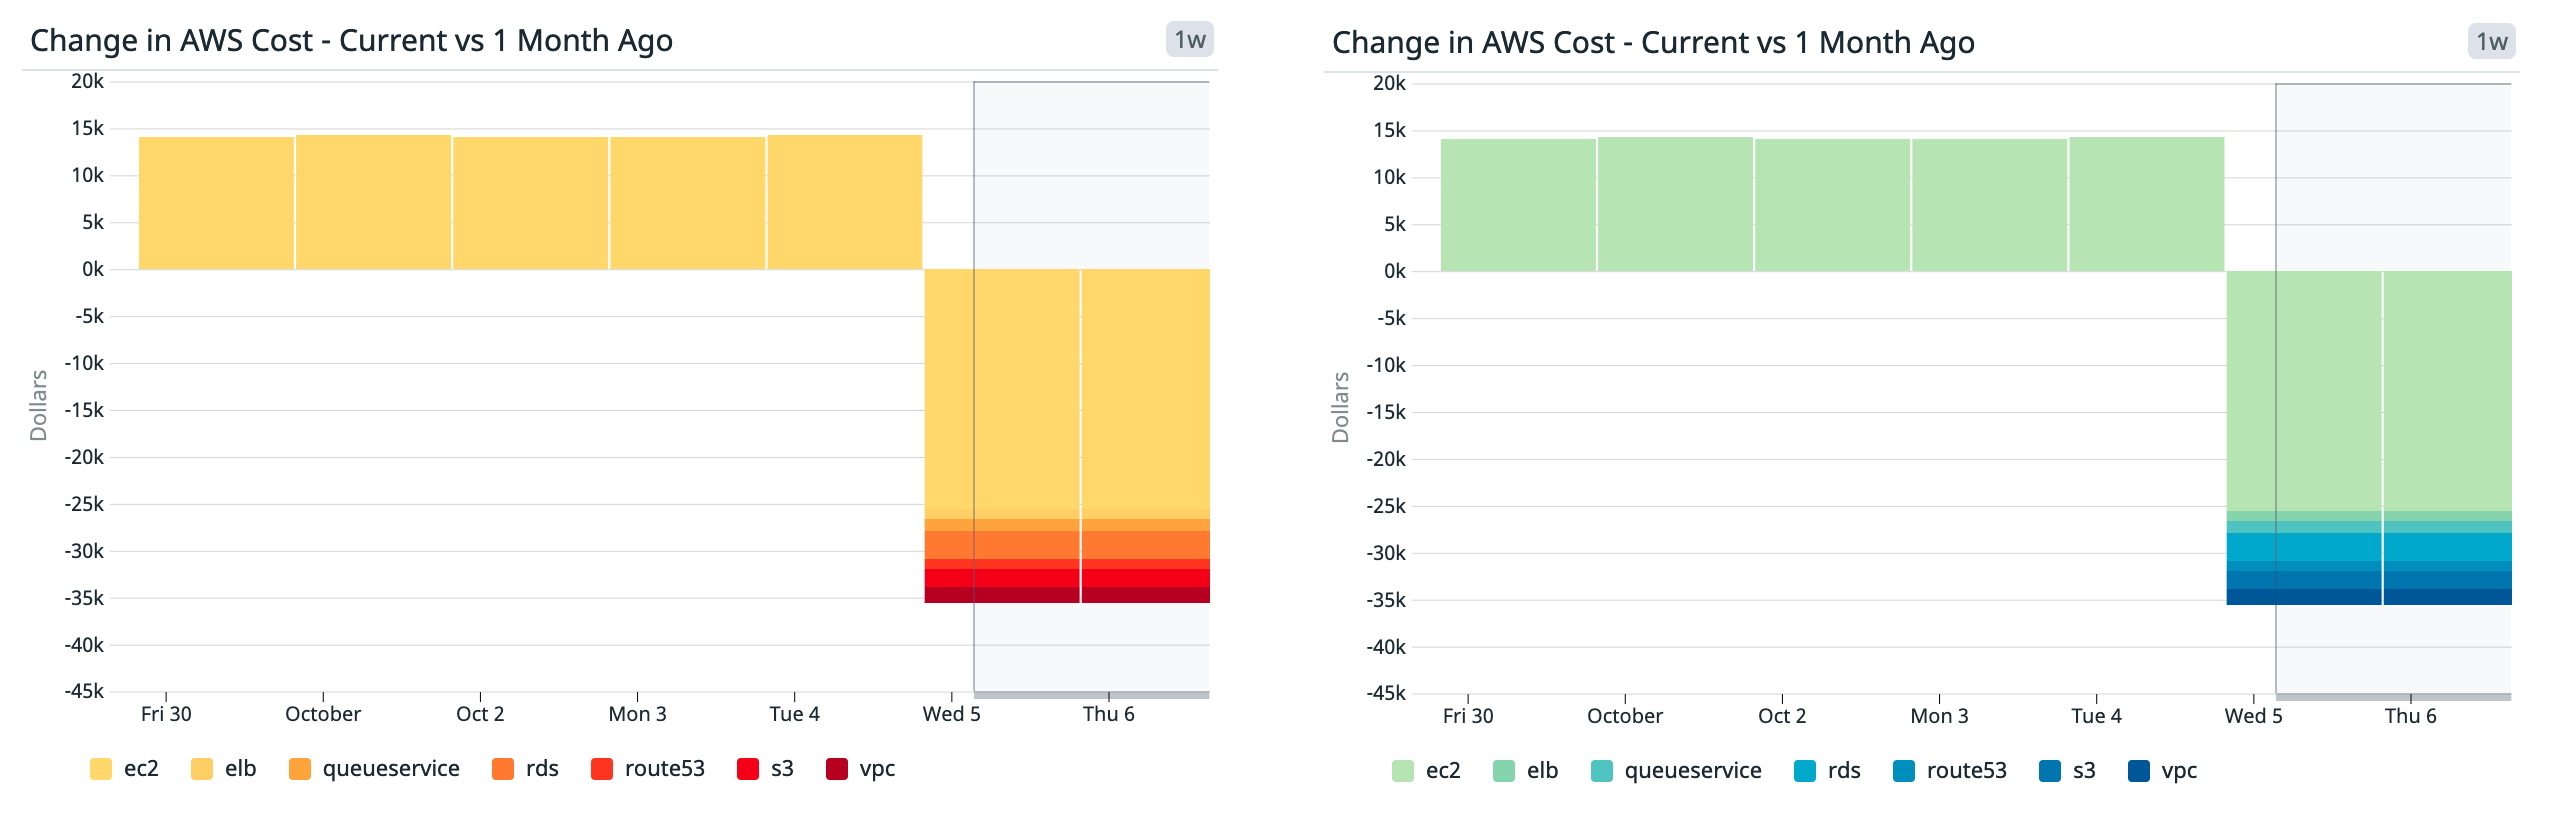 Change in AWS Cost - Current vs 1 Month Ago
1w
20k
15k
10k
5k
0k
-5k
-10k
-15k
-20k
-25k
-30k
-35k
-40k
-45k
Dollars
Fri 30 October Oct 2 Mon 3 Tue 4 Wed 5 Thu 6
ec2 elb queueservice rds route53 s3 vpc
Change in AWS Cost - Current vs 1 Month Ago
1w
20k
15k
10k
5k
0k
-5k
-10k
-15k
-20k
-25k
-30k
-35k
-40k
-45k
Dollars
Fri 30 October Oct 2 Mon 3 Tue 4 Wed 5 Thu 6
ec2 elb queueservice rds route53 s3 vpc